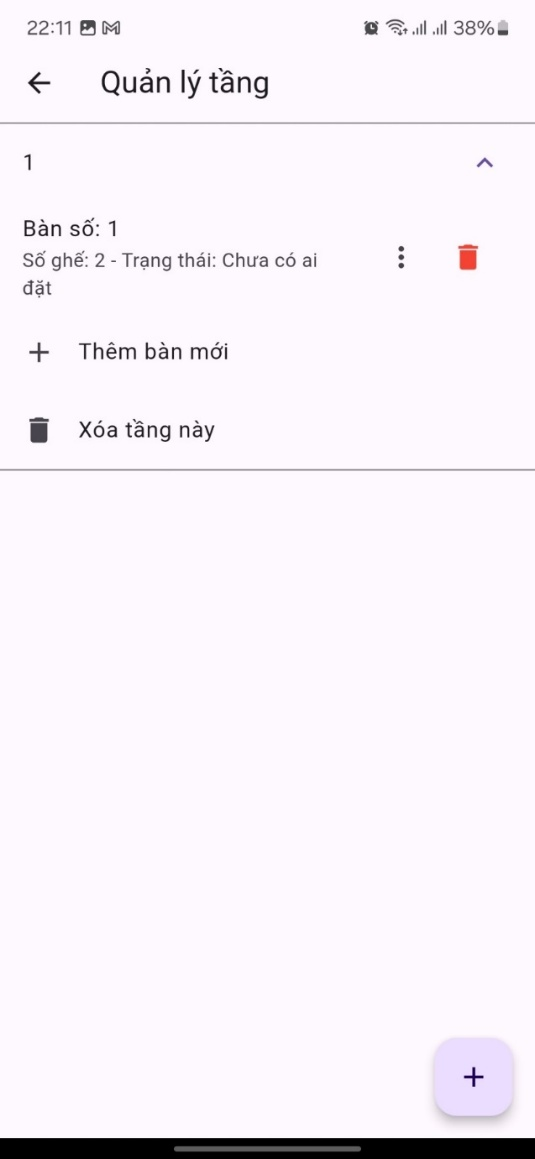 22:11
38%
Quản lý tầng
1
Bàn số: 1
Số ghế: 2 - Trạng thái: Chưa có ai
đặt
Thêm bàn mới
Xóa tầng này